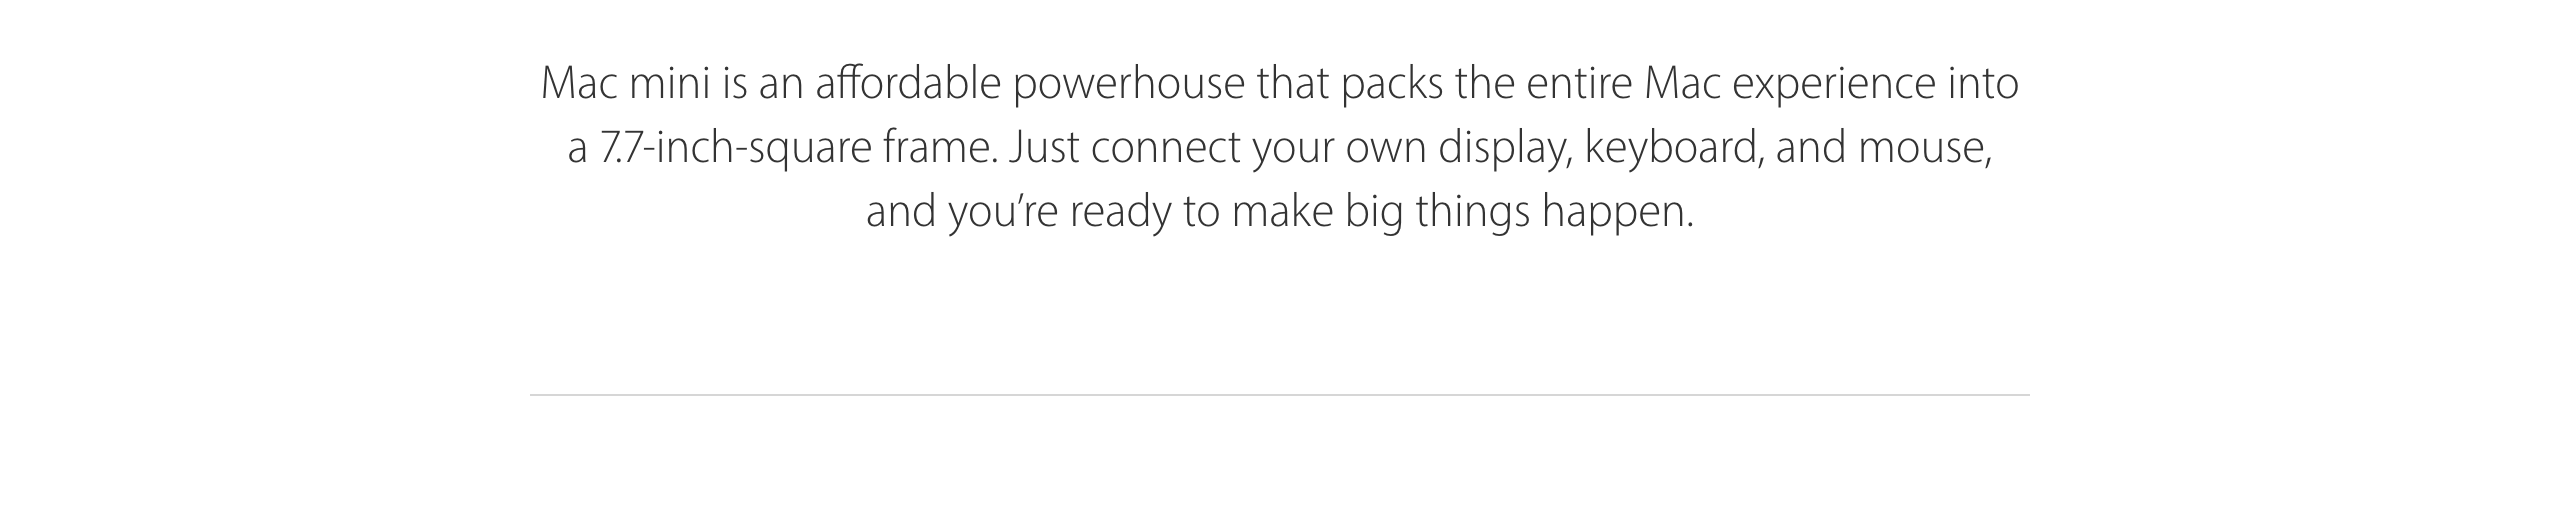 Mac mini is an affordable powerhouse that packs the entire Mac experience into
a 7.7-inch-square frame. Just connect your own display, keyboard, and mouse,
and you’re ready to make big things happen.